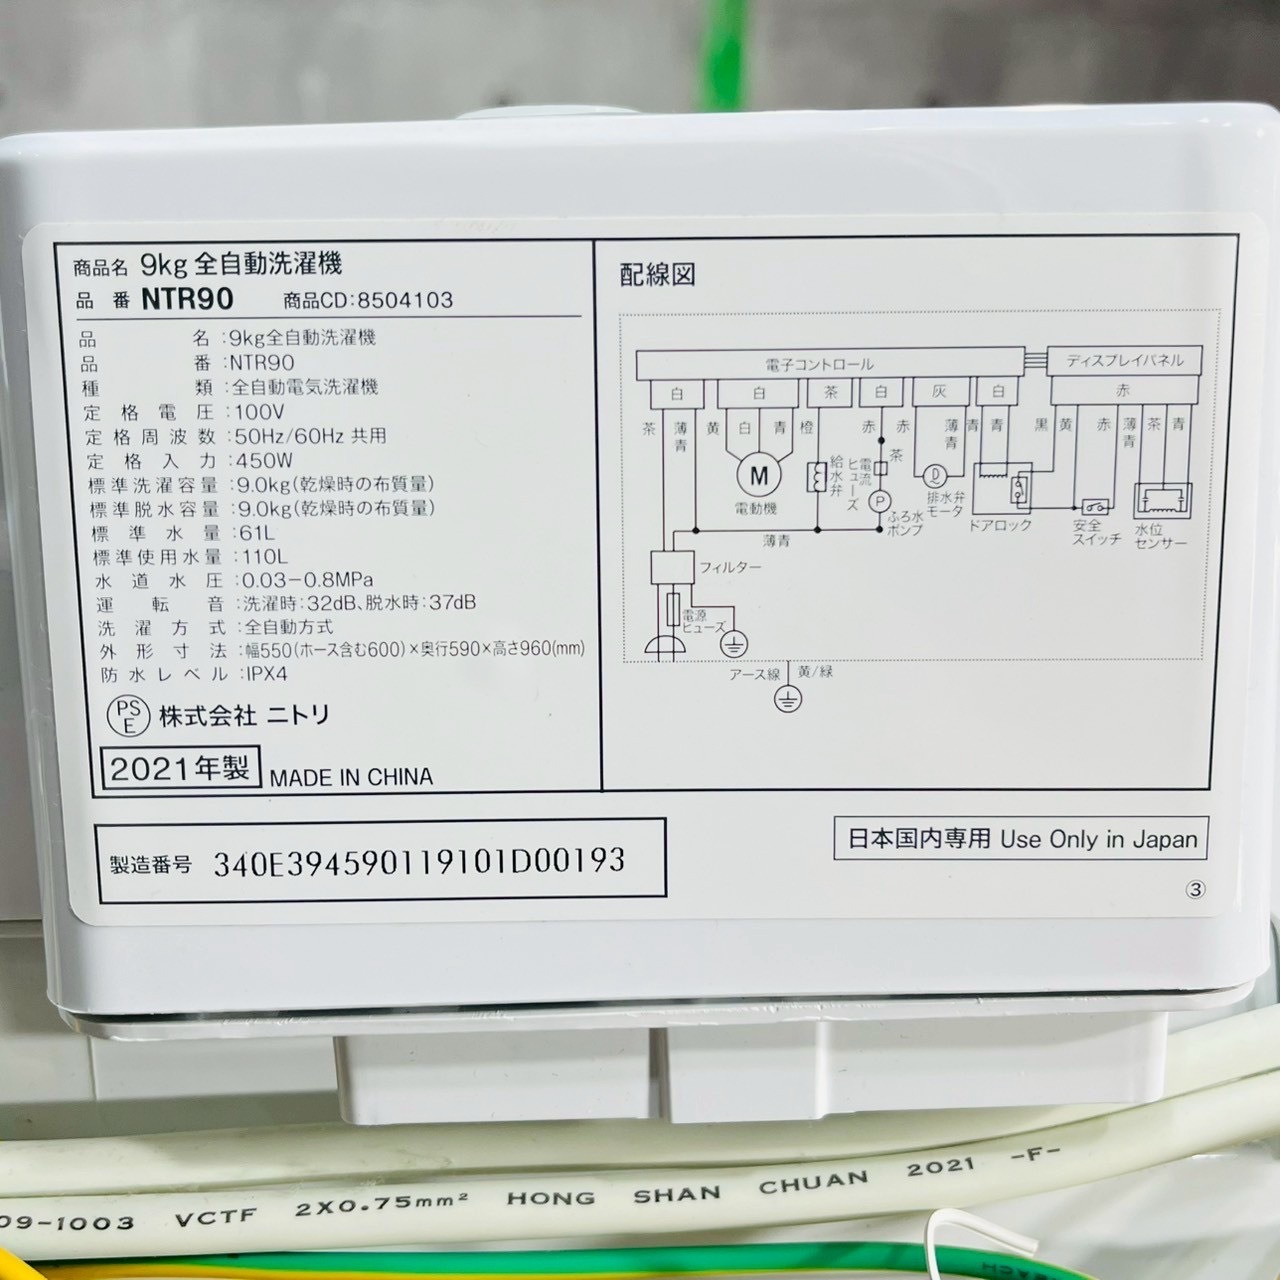 商品名 9kg 全自動洗濯機
品番 NTR90 商品CD:8504103
品名:9kg全自動洗濯機
品番:NTR90
種類:全自動電気洗濯機
定格電圧:100V
定格周波数:50Hz/60Hz 共用
定格入力:450W
標準洗濯容量:9.0kg(乾燥時の布質量)
標準脱水容量:9.0kg(乾燥時の布質量)
標準水量:61L
標準使用水量:110L
水道水圧:0.03-0.8MPa
運転音:洗濯時:32dB、脱水時:37dB
洗濯方式:全自動方式
外形寸法:幅550(ホース含む600)×奥行590×高さ960(mm)
防水レベル:IPX4
PS
E
株式会社 ニトリ
2021年製 MADE IN CHINA
製造番号 340E394590119101D00193
配線図
電子コントロール ディスプレイパネル
白 白 茶 白 灰 白 赤
茶 薄青 黄 白 青 橙 赤 赤 薄青 青 青 黒 黄 赤 薄青 茶 青
茶
M
電動機
給水弁
電流ヒューズ
P
ふろ水ポンプ
D
排水弁モータ
ドアロック
安全スイッチ
水位センサー
薄青
フィルター
電源ヒューズ
アース線 黄/緑
日本国内専用 Use Only in Japan
③
09-1003 VCTF 2X0.75mm² HONG SHAN CHUAN 2021 -F-